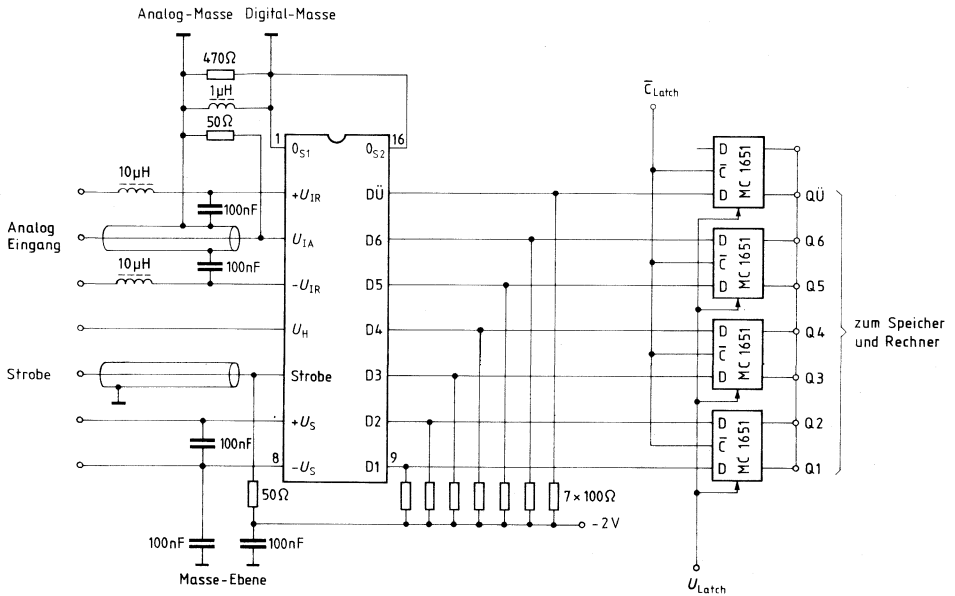 Analog-Masse Digital-Masse
470Ω
1µH
50Ω
C̅Latch
1 16
0S1 0S2
D MC 1651
C̅
D
10µH
+UIR DÜ QÜ
100nF
Analog
Eingang
UIA D6 D MC 1651 Q6
C̅
10µH
100nF
-UIR D5 D Q5
UH D4 D MC 1651 Q4
C̅
zum Speicher
und Rechner
Strobe Strobe D3 D Q3
+US D2 D MC 1651 Q2
C̅
100nF
8 9
-US D1 D Q1
50Ω 7×100Ω
-2V
100nF 100nF
Masse-Ebene
ULatch